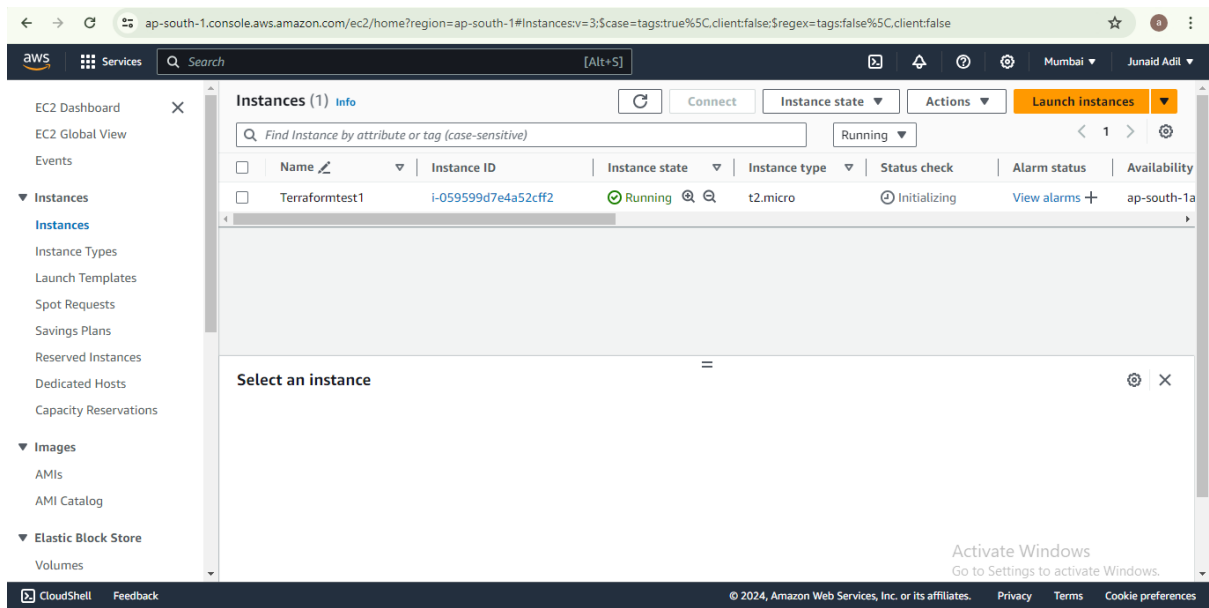 ap-south-1.console.aws.amazon.com/ec2/home?region=ap-south-1#Instances:v=3;$case=tags:true%5C,client:false;$regex=tags:false%5C,client:false
a
aws Services Search [Alt+S] Mumbai Junaid Adil
EC2 Dashboard
EC2 Global View
Events
Instances
Instances
Instance Types
Launch Templates
Spot Requests
Savings Plans
Reserved Instances
Dedicated Hosts
Capacity Reservations
Images
AMIs
AMI Catalog
Elastic Block Store
Volumes
Instances (1) Info Connect Instance state Actions Launch instances
Find Instance by attribute or tag (case-sensitive) Running 1
Name Instance ID Instance state Instance type Status check Alarm status Availability
Terraformtest1 i-059599d7e4a52cff2 Running t2.micro Initializing View alarms ap-south-1a
Select an instance
Activate Windows
Go to Settings to activate Windows.
CloudShell Feedback © 2024, Amazon Web Services, Inc. or its affiliates. Privacy Terms Cookie preferences